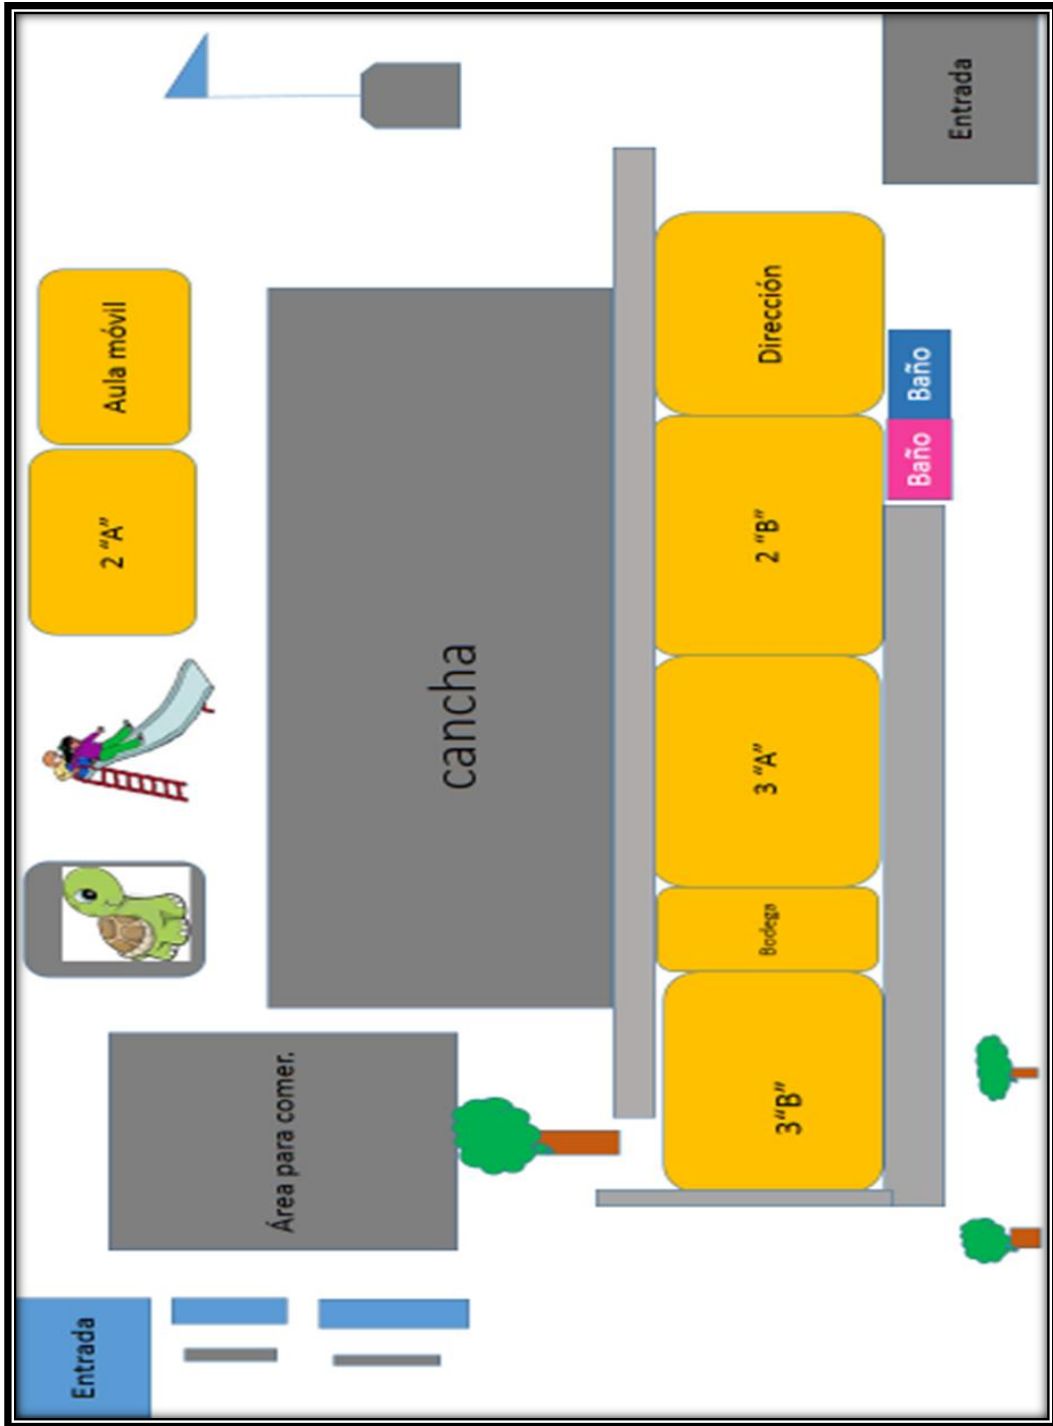 Entrada
Aula móvil
Dirección
Baño
Baño
2 “A”
2 “B”
cancha
3 “A”
Bodega
Área para comer.
3“B”
Entrada